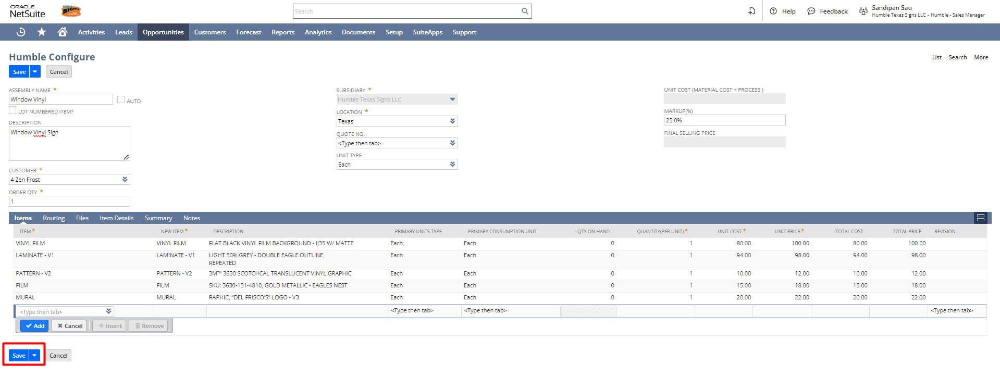 ORACLE
NetSuite
SIGNS
Search
Help
Feedback
Sandipan Sau
Humble Texas Signs LLC - Humble - Sales Manager
Activities Leads Opportunities Customers Forecast Reports Analytics Documents Setup SuiteApps Support
Humble Configure
List Search More
Save Cancel
ASSEMBLY NAME *
Window Vinyl
AUTO
LOT NUMBERED ITEM?
DESCRIPTION
Window Vinyl Sign
CUSTOMER *
4 Zen Frost
ORDER QTY *
1
SUBSIDIARY *
Humble Texas Signs LLC
LOCATION *
Texas
QUOTE NO.
<Type then tab>
UNIT TYPE
Each
UNIT COST (MATERIAL COST + PROCESS )
MARKUP(%)
25.0%
FINAL SELLING PRICE
Items Routing Files Item Details Summary Notes
ITEM * NEW ITEM * DESCRIPTION PRIMARY UNITS TYPE PRIMARY CONSUMPTION UNIT QTY ON HAND QUANTITY(PER UNIT) * UNIT COST * UNIT PRICE * TOTAL COST TOTAL PRICE REVISION
VINYL FILM VINYL FILM FLAT BLACK VINYL FILM BACKGROUND - IJ35 W/ MATTE Each Each 0 1 80.00 100.00 80.00 100.00
LAMINATE - V1 LAMINATE - V1 LIGHT 50% GREY - DOUBLE EAGLE OUTLINE, Each Each 0 1 94.00 98.00 94.00 98.00
REPEATED
PATTERN - V2 PATTERN - V2 3M™ 3630 SCOTCHCAL TRANSLUCENT VINYL GRAPHIC Each Each 0 1 10.00 12.00 10.00 12.00
FILM FILM SKU: 3630-131-4810, GOLD METALLIC - EAGLES NEST Each Each 0 1 15.00 18.00 15.00 18.00
MURAL MURAL RAPHIC, “DEL FRISCO’S” LOGO - V3 Each Each 0 1 20.00 22.00 20.00 22.00
<Type then tab> <Type then tab> <Type then tab> <Type then tab>
Add Cancel Insert Remove
Save Cancel